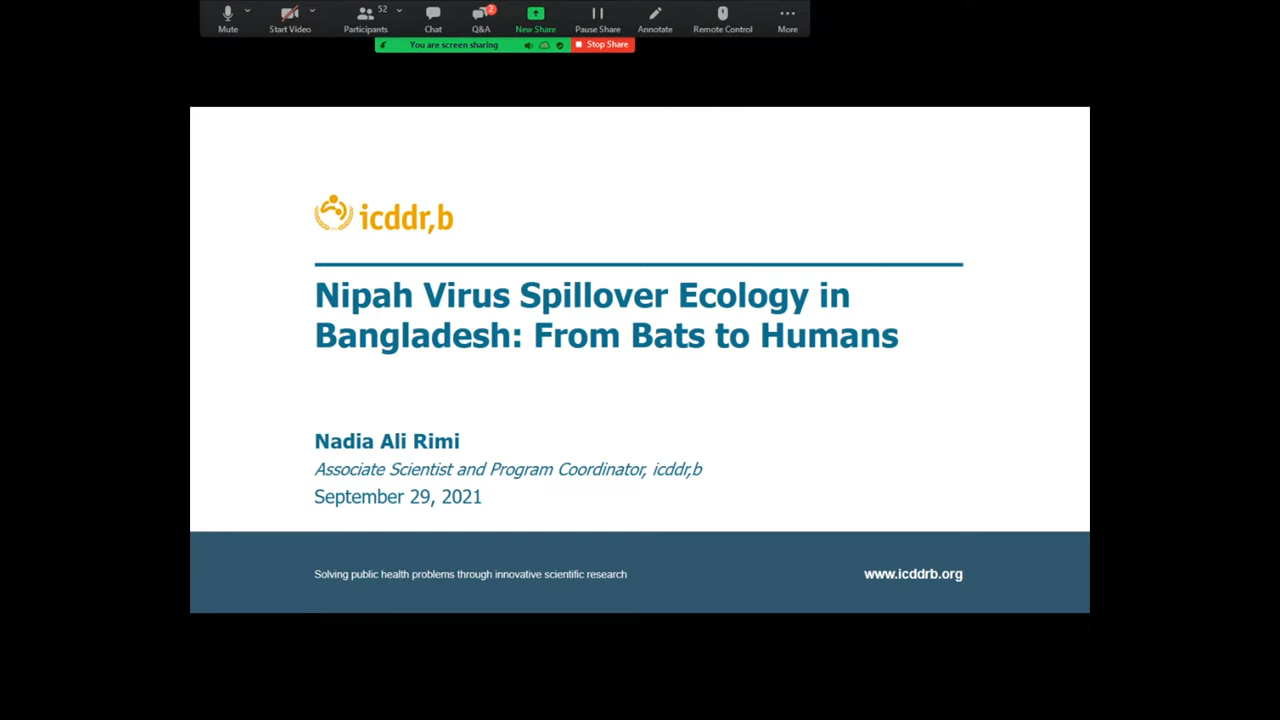 52
2
Mute
Start Video
Participants
Chat
Q&A
New Share
Pause Share
Annotate
Remote Control
More
You are screen sharing
Stop Share
icddr,b
Nipah Virus Spillover Ecology in
Bangladesh: From Bats to Humans
Nadia Ali Rimi
Associate Scientist and Program Coordinator, icddr,b
September 29, 2021
Solving public health problems through innovative scientific research
www.icddrb.org